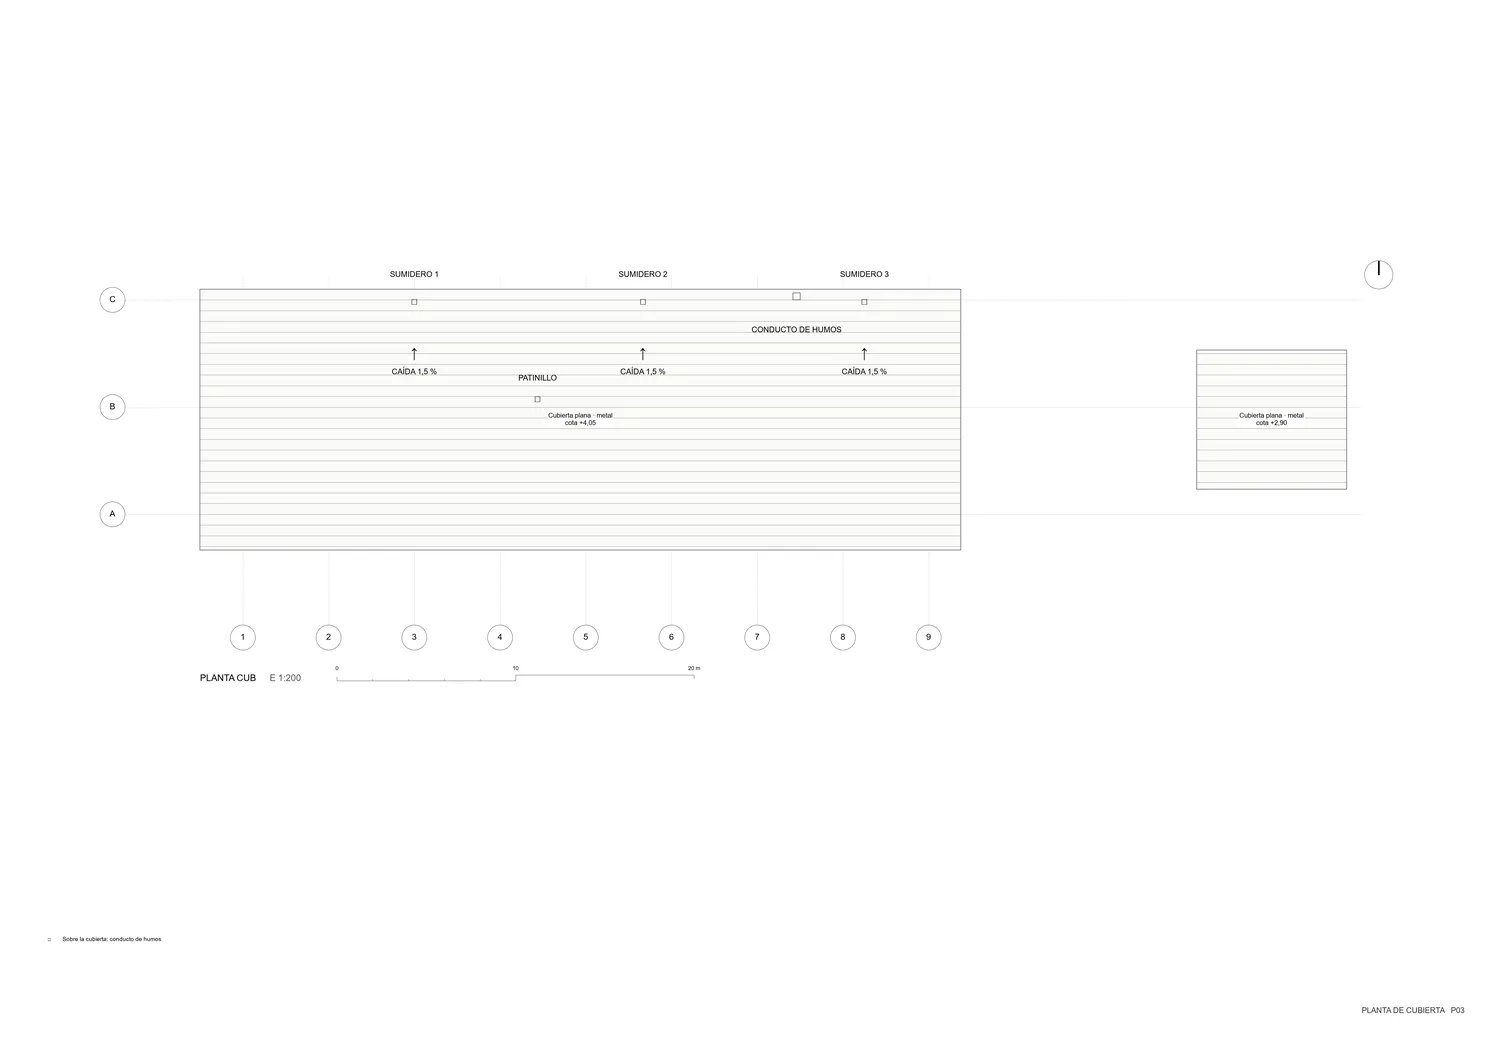 SUMIDERO 1
SUMIDERO 2
SUMIDERO 3
C
CONDUCTO DE HUMOS
CAÍDA 1,5 %
CAÍDA 1,5 %
CAÍDA 1,5 %
PATINILLO
B
Cubierta plana · metal
cota +4,05
Cubierta plana · metal
cota +2,90
A
1 2 3 4 5 6 7 8 9
0 10 20 m
PLANTA CUB E 1:200
Sobre la cubierta: conducto de humos
PLANTA DE CUBIERTA P03